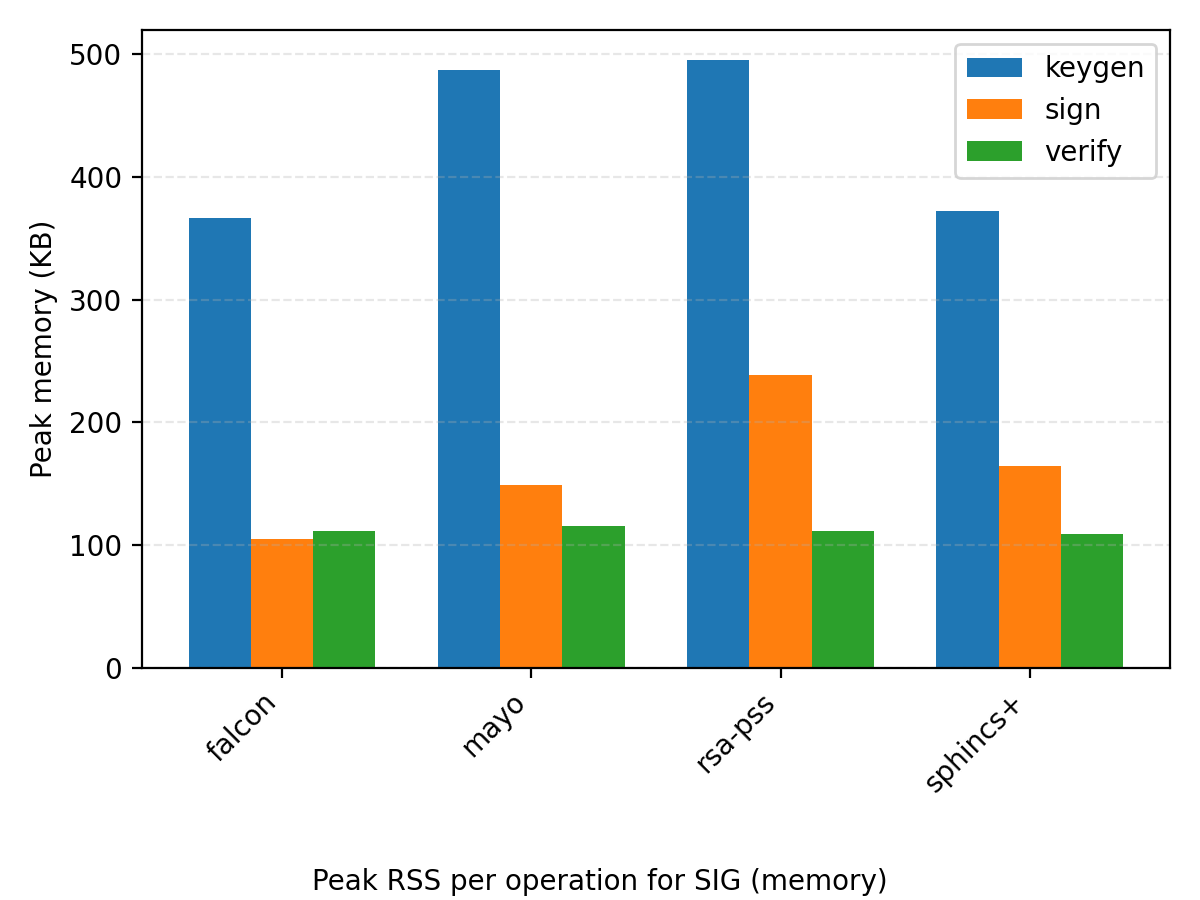 500
400
300
200
100
0
Peak memory (KB)
keygen
sign
verify
falcon
mayo
rsa-pss
sphincs+
Peak RSS per operation for SIG (memory)